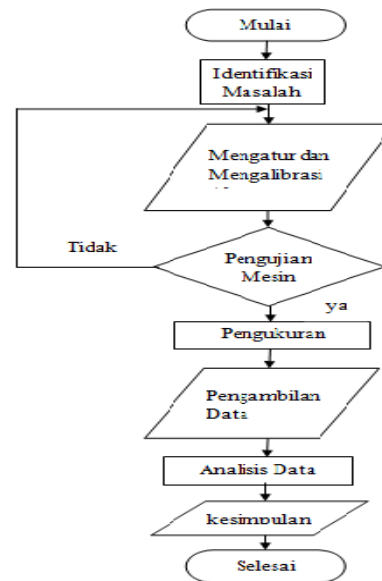 Mulai
Identifikasi
Masalah
Mengatur dan
Mengalibrasi
Tidak
Pengujian
Mesin
ya
Pengukuran
Pengambilan
Data
Analisis Data
kesimpulan
Selesai